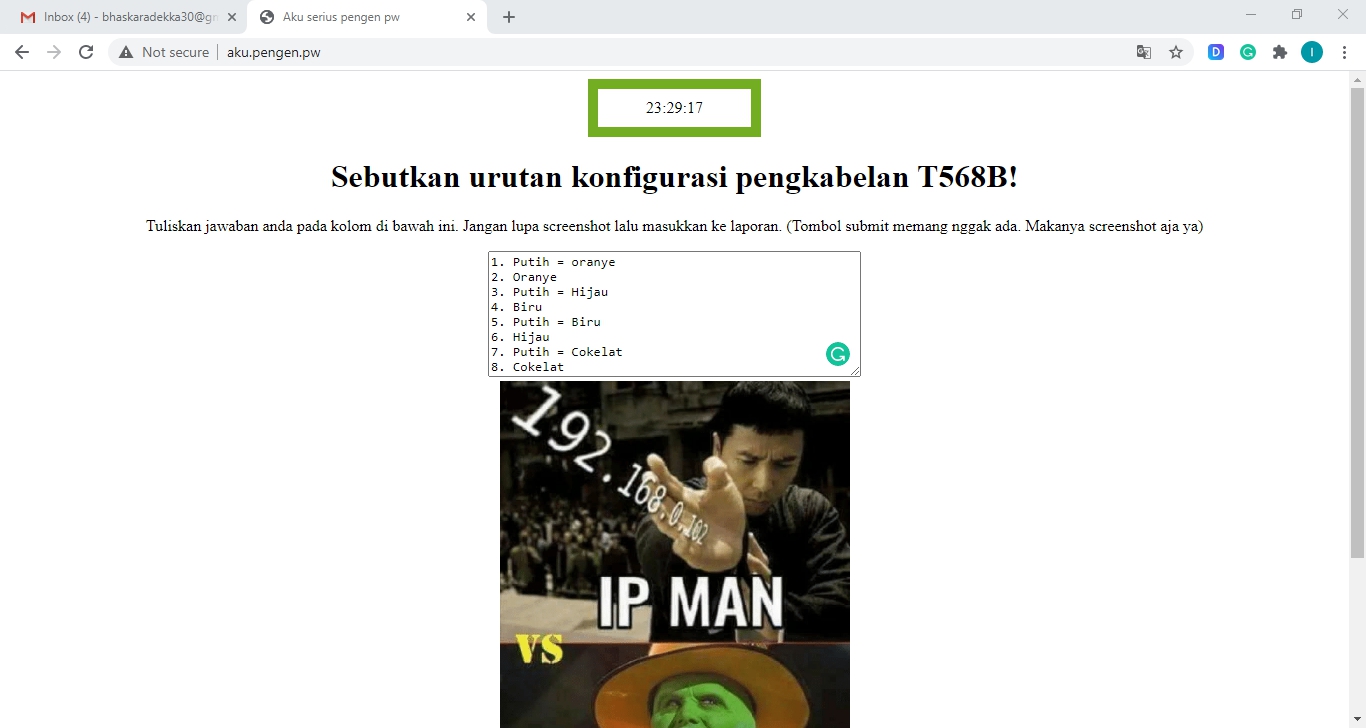 Inbox (4) - bhaskaradekka30@gm
Aku serius pengen pw
Not secure
aku.pengen.pw
I
23:29:17
Sebutkan urutan konfigurasi pengkabelan T568B!
Tuliskan jawaban anda pada kolom di bawah ini. Jangan lupa screenshot lalu masukkan ke laporan. (Tombol submit memang nggak ada. Makanya screenshot aja ya)
1. Putih = oranye
2. Oranye
3. Putih = Hijau
4. Biru
5. Putih = Biru
6. Hijau
7. Putih = Cokelat
8. Cokelat
192.168.0.102
IP MAN
VS